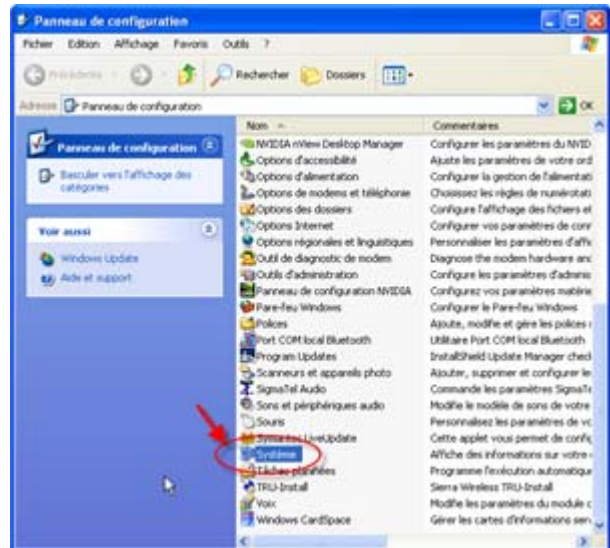 Panneau de configuration
Fichier Edition Affichage Favoris Outils ?
Précédente Rechercher Dossiers
Adresse Panneau de configuration OK
Panneau de configuration
Basculer vers l'affichage des
catégories
Voir aussi
Windows Update
Aide et support
Nom Commentaires
NVIDIA nView Desktop Manager Configurer les paramètres du NVID
Options d'accessibilité Ajuste les paramètres de votre ord
Options d'alimentation Configurer la gestion de l'alimentati
Options de modems et téléphonie Choisissez les règles de numérotati
Options des dossiers Configure l'affichage des fichiers et
Options Internet Configurer vos paramètres de conn
Options régionales et linguistiques Personnaliser les paramètres d'affi
Outil de diagnostic de modem Diagnose the modem hardware and
Outils d'administration Configure les paramètres d'adminis
Panneau de configuration NVIDIA Configurez vos paramètres matérie
Pare-feu Windows Configurer le Pare-feu Windows
Polices Ajoute, modifie et gère les polices
Port COM local Bluetooth Utilitaire Port COM local Bluetooth
Program Updates InstallShield Update Manager check
Scanneurs et appareils photo Ajouter, supprimer et configurer le
SigmaTel Audio Commande les paramètres SigmaTe
Sons et périphériques audio Modifie le modèle de sons de votre
Souris Personnalisez les paramètres de vo
Symantec LiveUpdate Cette applet vous permet de config
Système Affiche des informations sur votre
Tâches planifiées Programme l'exécution automatique
TRU-Install Sierra Wireless TRU-Install
Voix Modifie les paramètres du module
Windows CardSpace Gérer les cartes d'informations